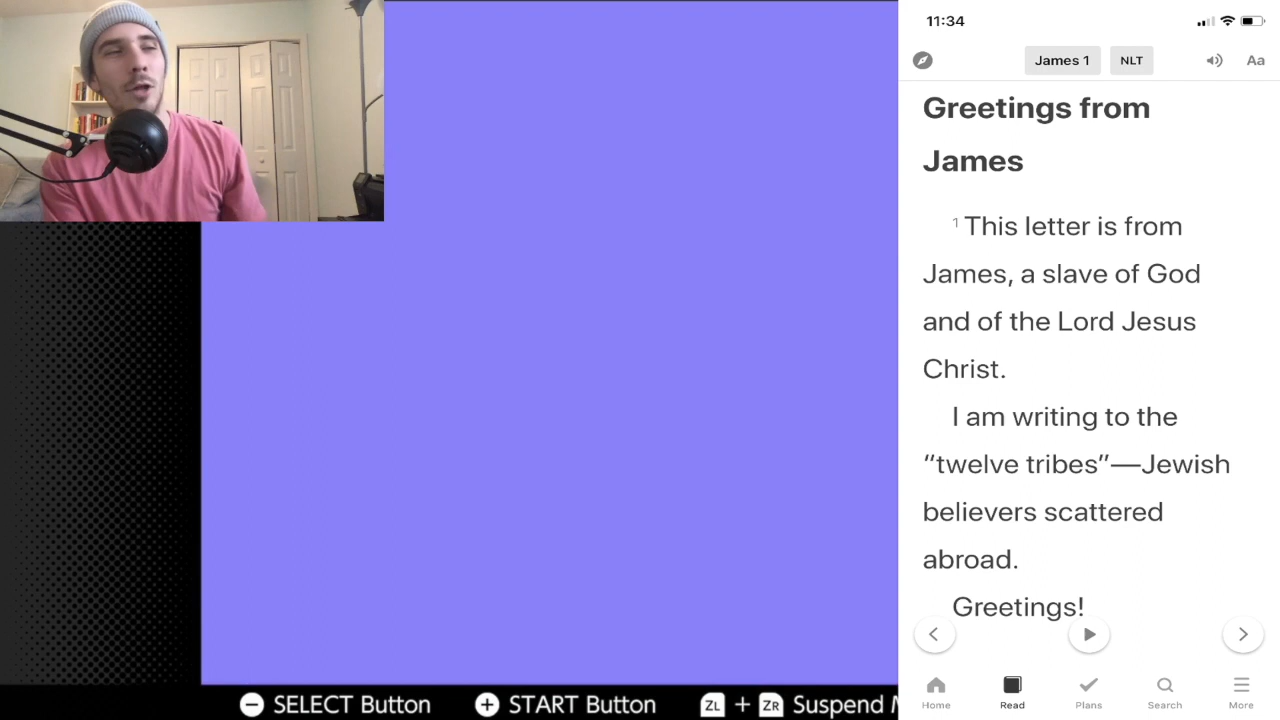 11:34
James 1
NLT
Aa
Greetings from
James
1 This letter is from
James, a slave of God
and of the Lord Jesus
Christ.
I am writing to the
“twelve tribes”—Jewish
believers scattered
abroad.
Greetings!
Home
Read
Plans
Search
More
SELECT Button
START Button
ZL + ZR Suspend